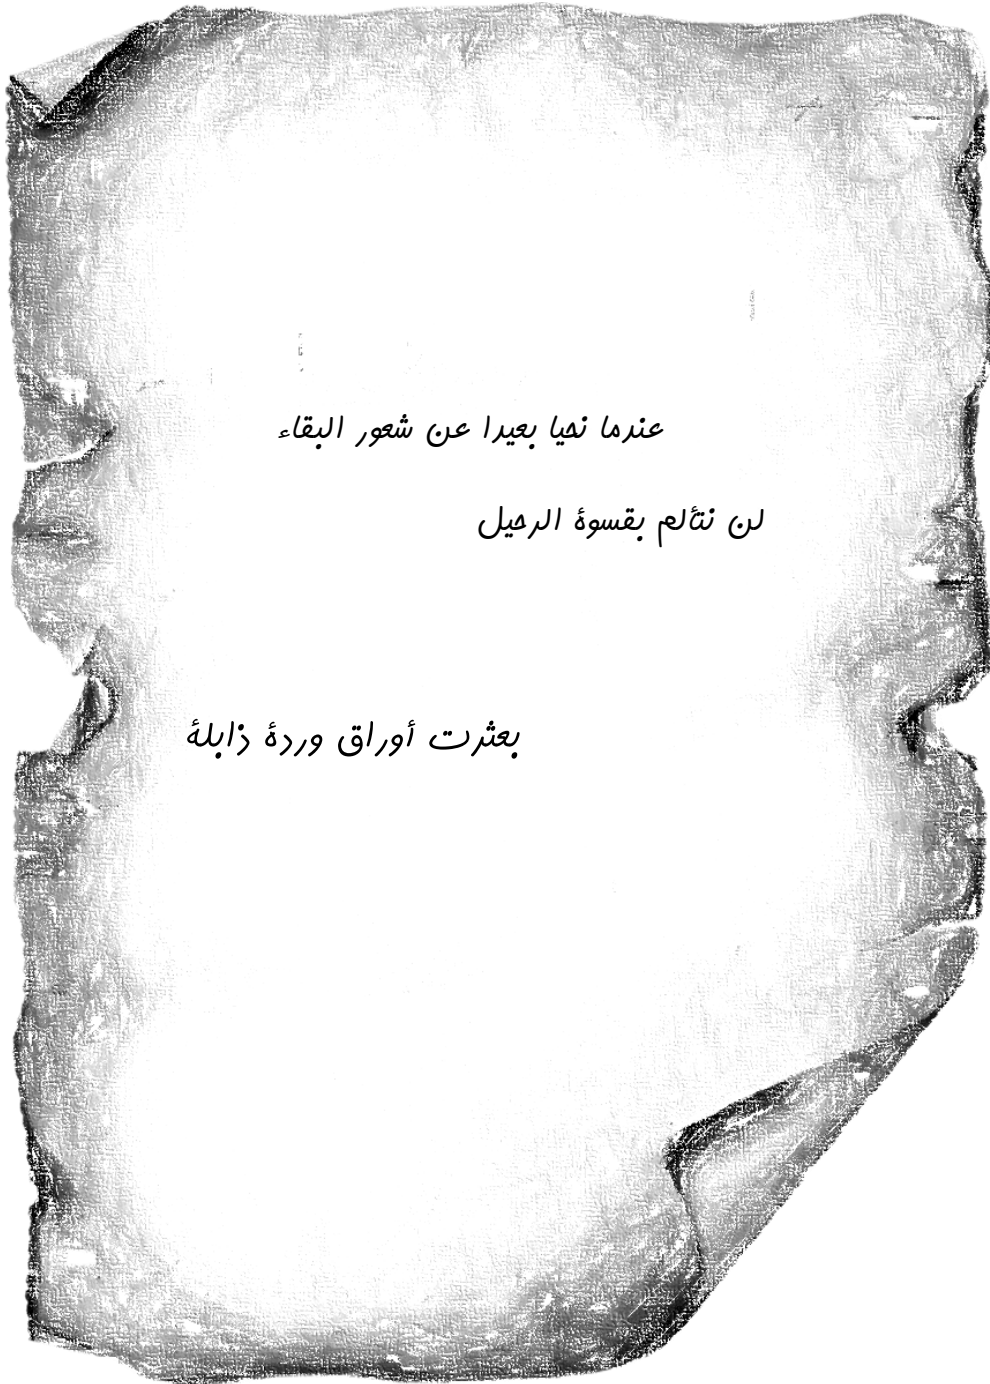 عندما نحيا بعيدا عن شعور البقاء
لن نتألم بقسوة الرحيل
بعثرت أوراق وردة ذابلة